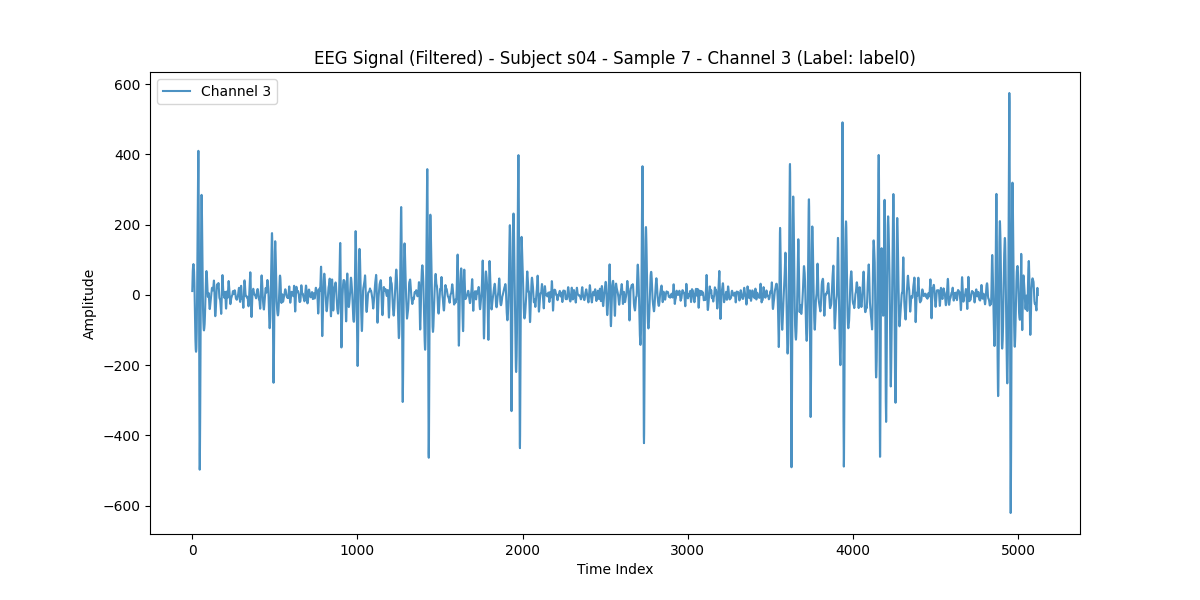 EEG Signal (Filtered) - Subject s04 - Sample 7 - Channel 3 (Label: label0)
Channel 3
600
400
200
0
−200
−400
−600
Amplitude
0 1000 2000 3000 4000 5000
Time Index